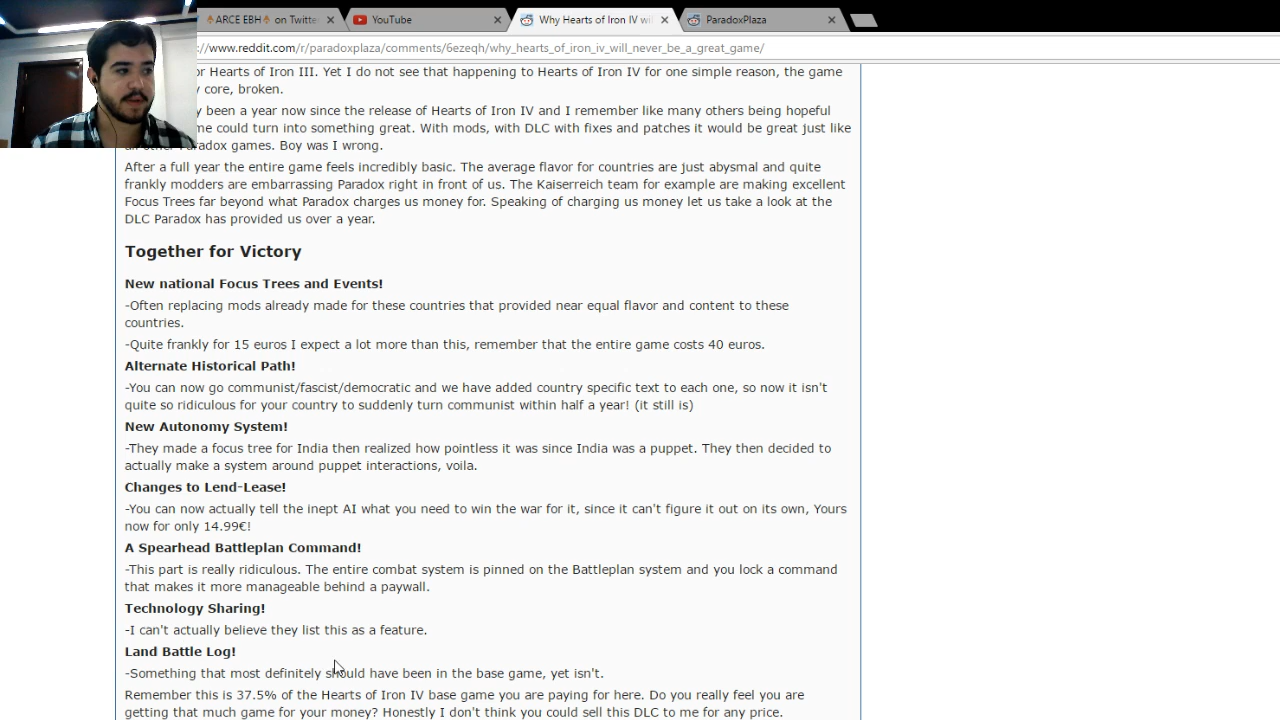 ARCE EBH on Twitte
YouTube
Why Hearts of Iron IV wi
ParadoxPlaza
://www.reddit.com/r/paradoxplaza/comments/6ezeqh/why_hearts_of_iron_iv_will_never_be_a_great_game/
or Hearts of Iron III. Yet I do not see that happening to Hearts of Iron IV for one simple reason, the game
core, broken.
been a year now since the release of Hearts of Iron IV and I remember like many others being hopeful
me could turn into something great. With mods, with DLC with fixes and patches it would be great just like
radox games. Boy was I wrong.
After a full year the entire game feels incredibly basic. The average flavor for countries are just abysmal and quite
frankly modders are embarrassing Paradox right in front of us. The Kaiserreich team for example are making excellent
Focus Trees far beyond what Paradox charges us money for. Speaking of charging us money let us take a look at the
DLC Paradox has provided us over a year.
Together for Victory
New national Focus Trees and Events!
-Often replacing mods already made for these countries that provided near equal flavor and content to these
countries.
-Quite frankly for 15 euros I expect a lot more than this, remember that the entire game costs 40 euros.
Alternate Historical Path!
-You can now go communist/fascist/democratic and we have added country specific text to each one, so now it isn't
quite so ridiculous for your country to suddenly turn communist within half a year! (it still is)
New Autonomy System!
-They made a focus tree for India then realized how pointless it was since India was a puppet. They then decided to
actually make a system around puppet interactions, voila.
Changes to Lend-Lease!
-You can now actually tell the inept AI what you need to win the war for it, since it can't figure it out on its own, Yours
now for only 14.99€!
A Spearhead Battleplan Command!
-This part is really ridiculous. The entire combat system is pinned on the Battleplan system and you lock a command
that makes it more manageable behind a paywall.
Technology Sharing!
-I can't actually believe they list this as a feature.
Land Battle Log!
-Something that most definitely should have been in the base game, yet isn't.
Remember this is 37.5% of the Hearts of Iron IV base game you are paying for here. Do you really feel you are
getting that much game for your money? Honestly I don't think you could sell this DLC to me for any price.